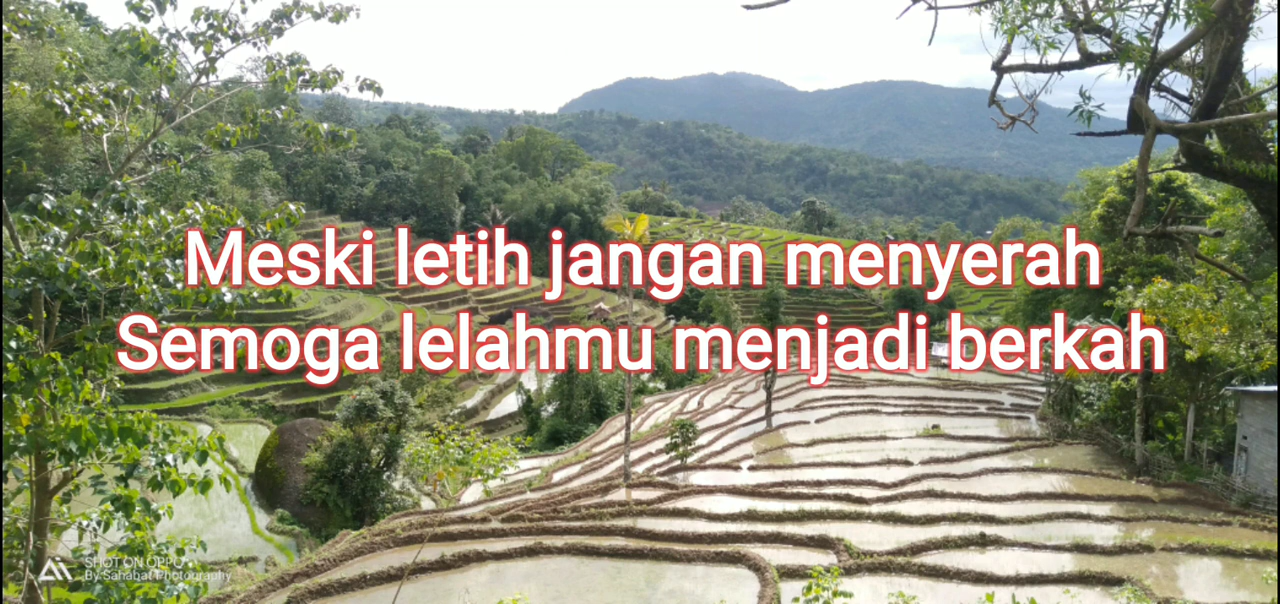 Meski letih jangan menyerah
Semoga lelahmu menjadi berkah
SHOT ON OPPO
By Sahabat Photography